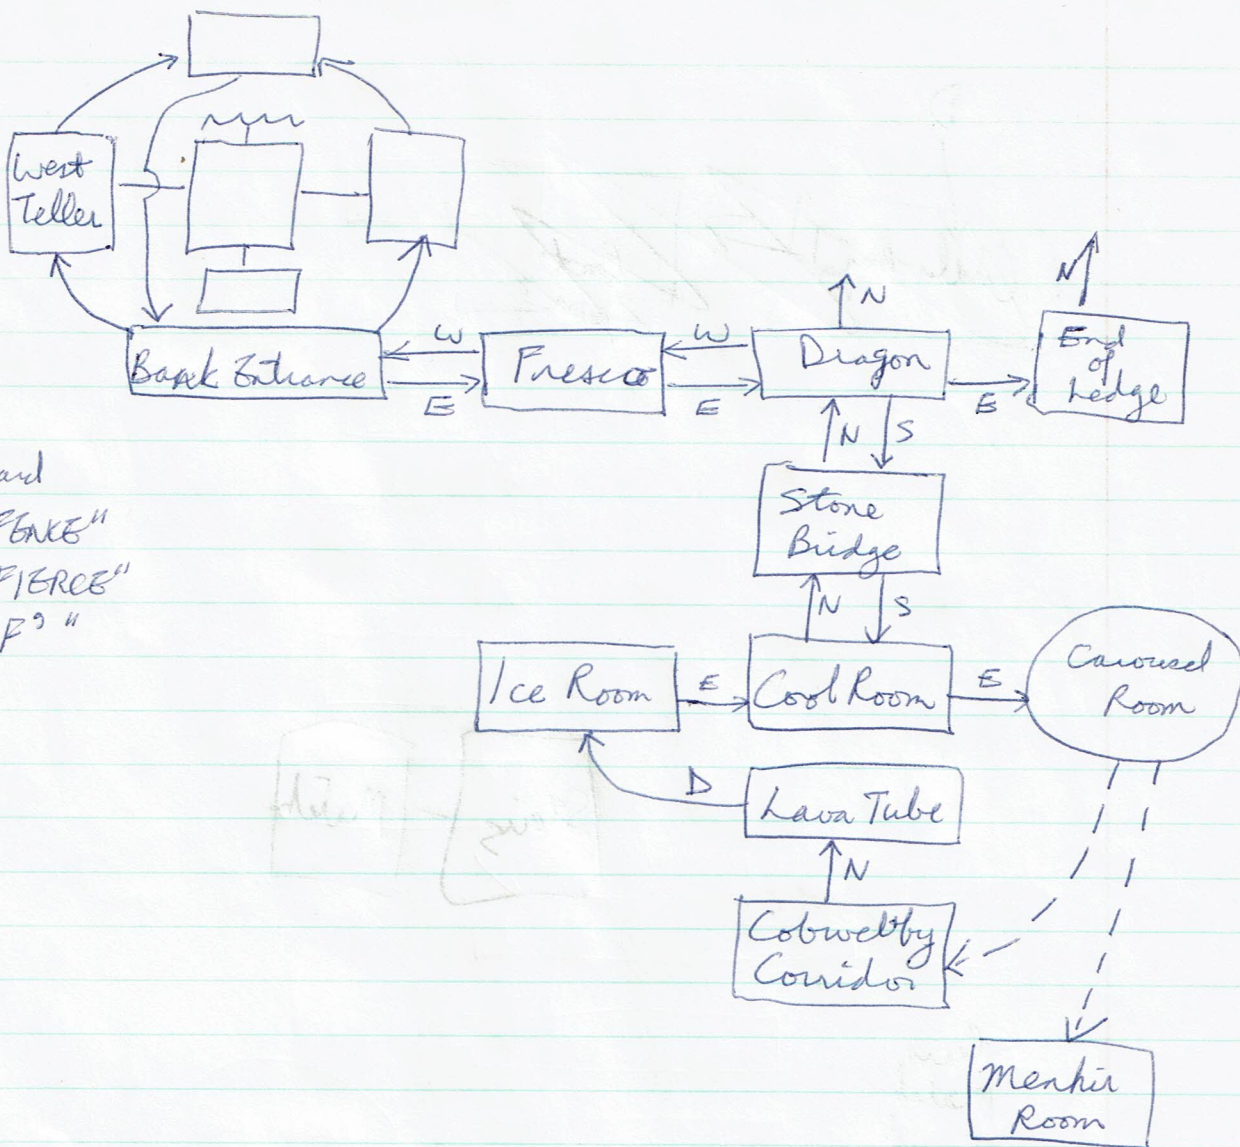 West
Teller
N
N
W
W
Bank Entrance
Fresco
Dragon
End
of
Ledge
E
E
E
N
S
Stone
Bridge
FIERCE"
N
S
Ice Room
E
Cool Room
E
Carousel
Room
D
Lava Tube
N
Cobwebby
Corridor
Menhir
Room